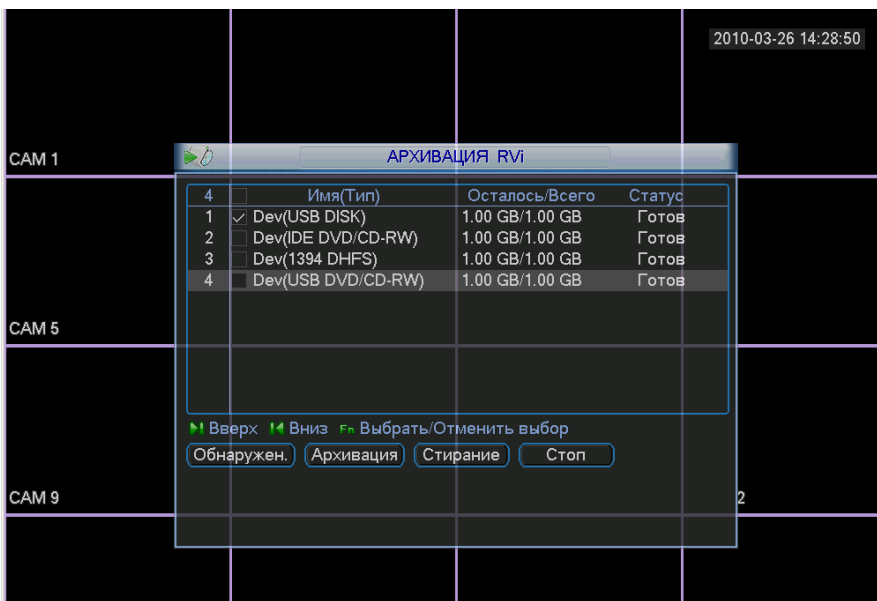 2010-03-26 14:28:50
CAM 1
АРХИВАЦИЯ RVi
4 Имя(Тип) Осталось/Всего Статус
1 Dev(USB DISK) 1.00 GB/1.00 GB Готов
2 Dev(IDE DVD/CD-RW) 1.00 GB/1.00 GB Готов
3 Dev(1394 DHFS) 1.00 GB/1.00 GB Готов
4 Dev(USB DVD/CD-RW) 1.00 GB/1.00 GB Готов
CAM 5
Вверх Вниз Fn Выбрать/Отменить выбор
Обнаружен. Архивация Стирание Стоп
CAM 9 2